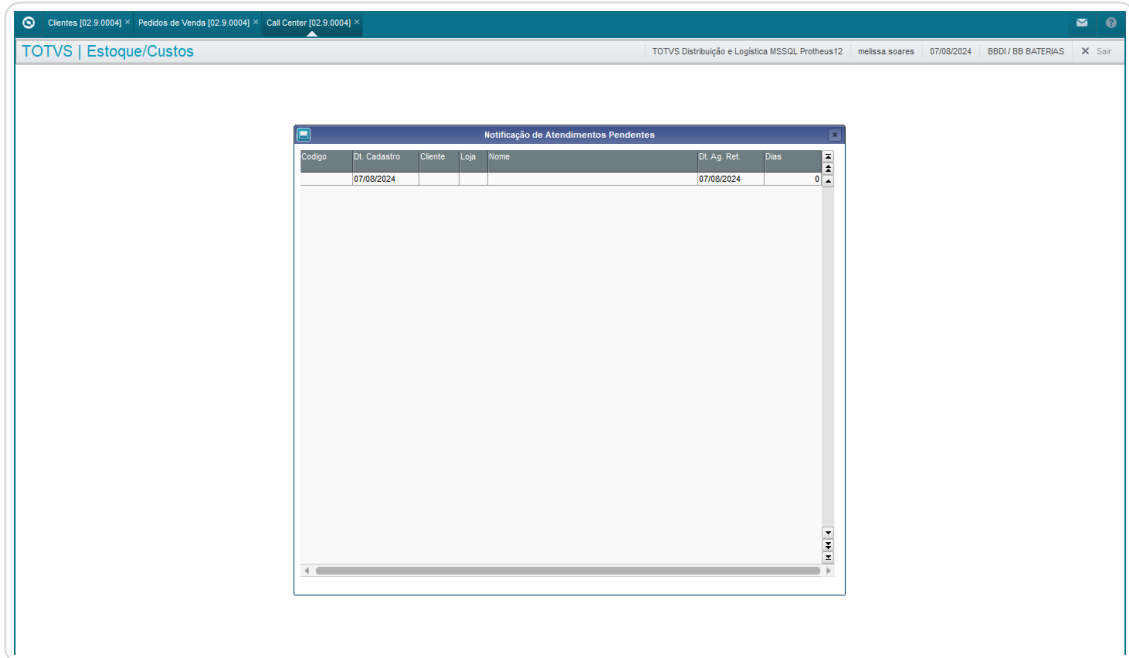 Clientes [02.9.0004] × Pedidos de Venda [02.9.0004] × Call Center [02.9.0004] ×
TOTVS | Estoque/Custos TOTVS Distribuição e Logística MSSQL Protheus12 melissa.soares 07/08/2024 BBDI / BB BATERIAS X Sair
Notificação de Atendimentos Pendentes
Codigo Dt. Cadastro Cliente Loja Nome Dt. Ag. Ret. Dias
07/08/2024 07/08/2024 0